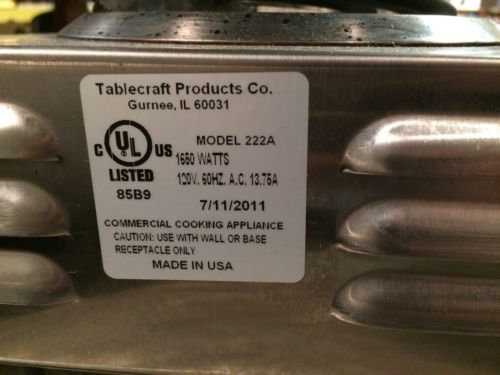 Tablecraft Products Co.
Gurnee, IL 60031
MODEL 222A
C UL US
1650 WATTS
LISTED
120V. 60HZ. A.C. 13.75A
85B9
7/11/2011
COMMERCIAL COOKING APPLIANCE
CAUTION: USE WITH WALL OR BASE
RECEPTACLE ONLY
MADE IN USA